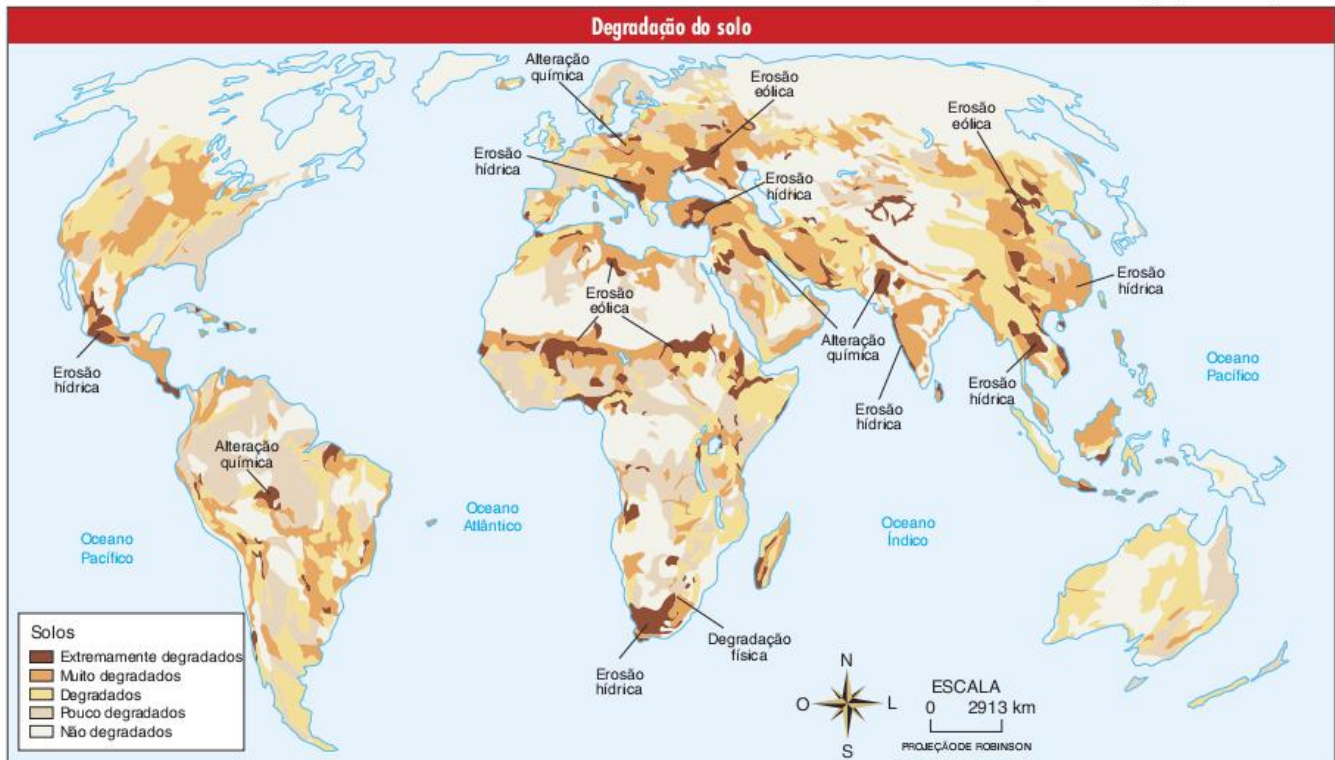 Degradação do solo
Alteração
química
Erosão
eólica
Erosão
eólica
Erosão
hídrica
Erosão
hídrica
Erosão
hídrica
Erosão
eólica
Alteração
química
Oceano
Pacífico
Erosão
hídrica
Erosão
hídrica
Erosão
hídrica
Alteração
química
Oceano
Atlântico
Oceano
Índico
Oceano
Pacífico
Degradação
física
Erosão
hídrica
Solos
Extremamente degradados
Muito degradados
Degradados
Pouco degradados
Não degradados
N
O
L
S
ESCALA
0 2913 km
PROJEÇÃO DE ROBINSON